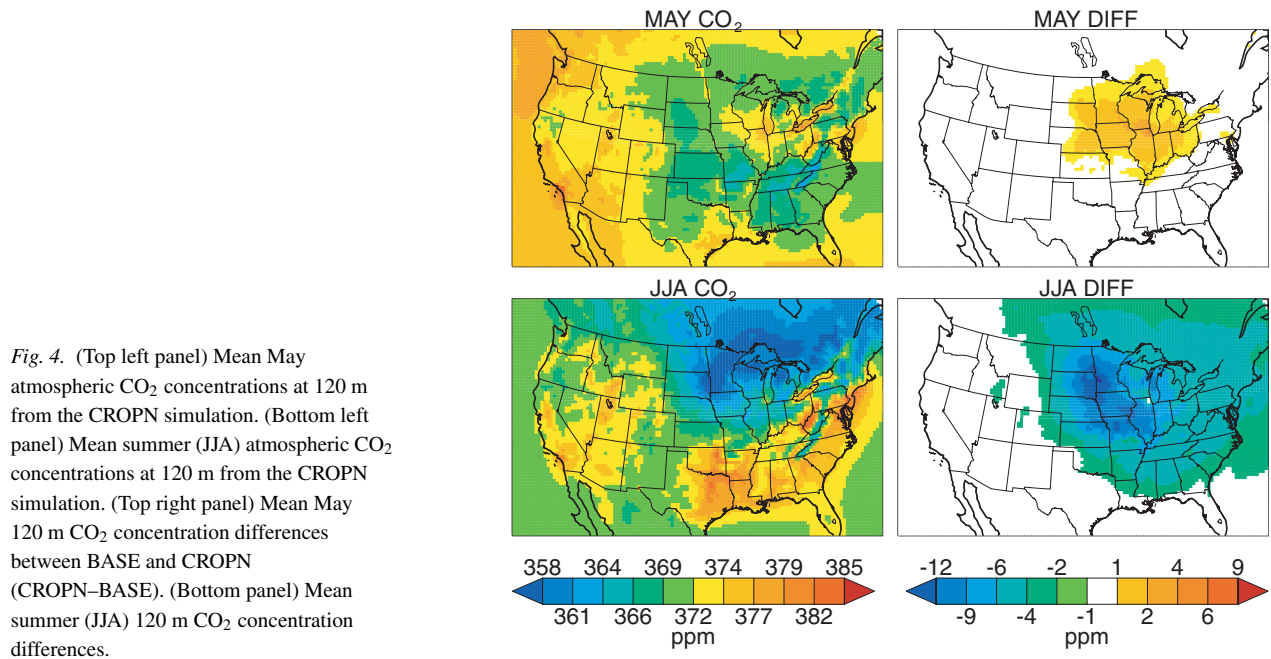 MAY CO₂
MAY DIFF
JJA CO₂
JJA DIFF
358 364 369 374 379 385
361 366 372 377 382
ppm
-12 -6 -2 1 4 9
-9 -4 -1 2 6
ppm
Fig. 4. (Top left panel) Mean May
atmospheric CO₂ concentrations at 120 m
from the CROPN simulation. (Bottom left
panel) Mean summer (JJA) atmospheric CO₂
concentrations at 120 m from the CROPN
simulation. (Top right panel) Mean May
120 m CO₂ concentration differences
between BASE and CROPN
(CROPN–BASE). (Bottom panel) Mean
summer (JJA) 120 m CO₂ concentration
differences.